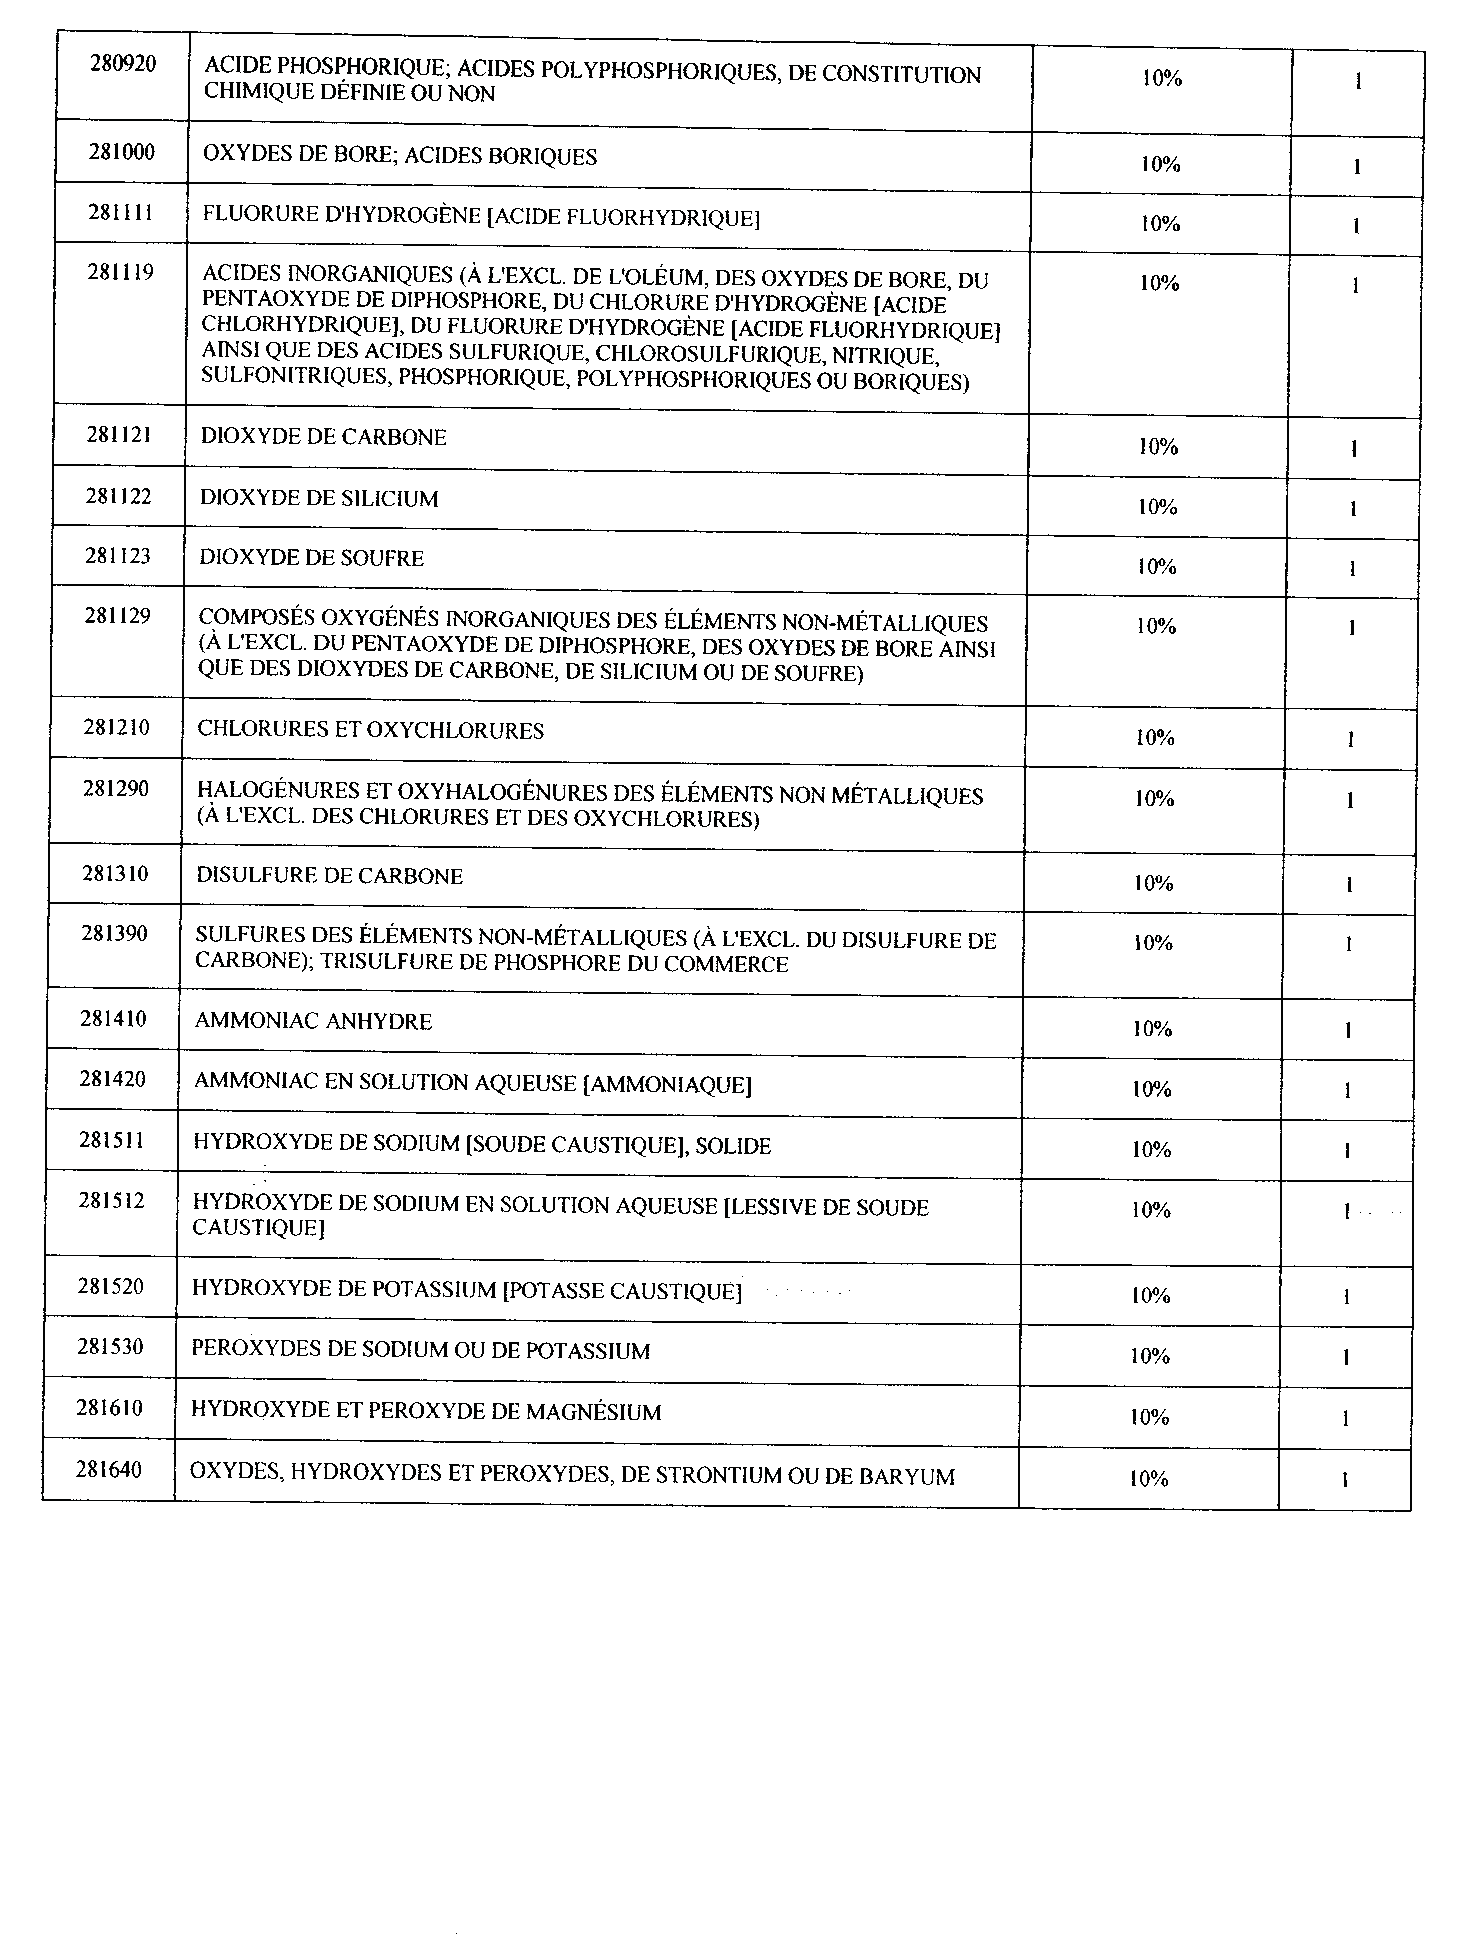 280920 ACIDE PHOSPHORIQUE; ACIDES POLYPHOSPHORIQUES, DE CONSTITUTION 10% 1
CHIMIQUE DÉFINIE OU NON
281000 OXYDES DE BORE; ACIDES BORIQUES 10% 1
281111 FLUORURE D'HYDROGÈNE [ACIDE FLUORHYDRIQUE] 10% 1
281119 ACIDES INORGANIQUES (À L'EXCL. DE L'OLÉUM, DES OXYDES DE BORE, DU 10% 1
PENTAOXYDE DE DIPHOSPHORE, DU CHLORURE D'HYDROGÈNE [ACIDE
CHLORHYDRIQUE], DU FLUORURE D'HYDROGÈNE [ACIDE FLUORHYDRIQUE]
AINSI QUE DES ACIDES SULFURIQUE, CHLOROSULFURIQUE, NITRIQUE,
SULFONITRIQUES, PHOSPHORIQUE, POLYPHOSPHORIQUES OU BORIQUES)
281121 DIOXYDE DE CARBONE 10% 1
281122 DIOXYDE DE SILICIUM 10% 1
281123 DIOXYDE DE SOUFRE 10% 1
281129 COMPOSÉS OXYGÉNÉS INORGANIQUES DES ÉLÉMENTS NON-MÉTALLIQUES 10% 1
(À L'EXCL. DU PENTAOXYDE DE DIPHOSPHORE, DES OXYDES DE BORE AINSI
QUE DES DIOXYDES DE CARBONE, DE SILICIUM OU DE SOUFRE)
281210 CHLORURES ET OXYCHLORURES 10% 1
281290 HALOGÉNURES ET OXYHALOGÉNURES DES ÉLÉMENTS NON MÉTALLIQUES 10% 1
(À L'EXCL. DES CHLORURES ET DES OXYCHLORURES)
281310 DISULFURE DE CARBONE 10% 1
281390 SULFURES DES ÉLÉMENTS NON-MÉTALLIQUES (À L'EXCL. DU DISULFURE DE 10% 1
CARBONE); TRISULFURE DE PHOSPHORE DU COMMERCE
281410 AMMONIAC ANHYDRE 10% 1
281420 AMMONIAC EN SOLUTION AQUEUSE [AMMONIAQUE] 10% 1
281511 HYDROXYDE DE SODIUM [SOUDE CAUSTIQUE], SOLIDE 10% 1
281512 HYDROXYDE DE SODIUM EN SOLUTION AQUEUSE [LESSIVE DE SOUDE 10% 1
CAUSTIQUE]
281520 HYDROXYDE DE POTASSIUM [POTASSE CAUSTIQUE] 10% 1
281530 PEROXYDES DE SODIUM OU DE POTASSIUM 10% 1
281610 HYDROXYDE ET PEROXYDE DE MAGNÉSIUM 10% 1
281640 OXYDES, HYDROXYDES ET PEROXYDES, DE STRONTIUM OU DE BARYUM 10% 1